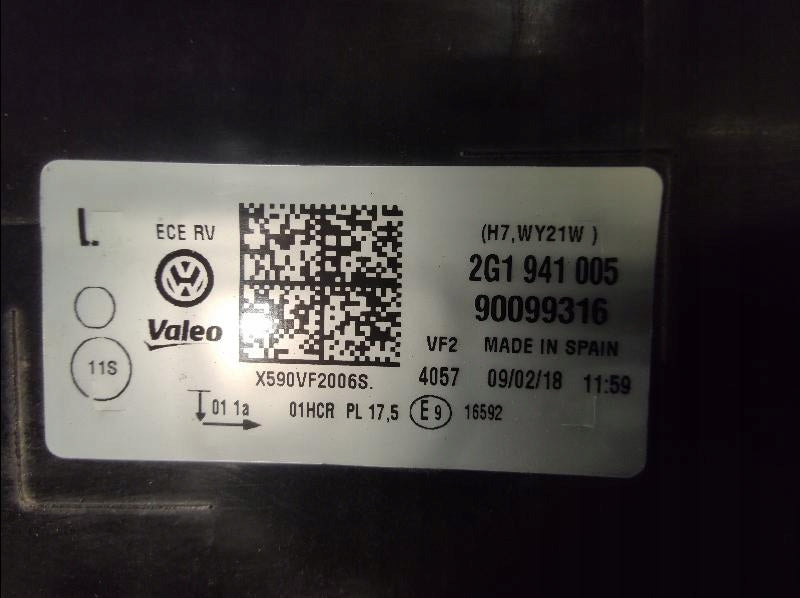 L.
ECE RV
(H7,WY21W )
2G1 941 005
Valeo
90099316
VF2 MADE IN SPAIN
11S
X590VF2006S.
4057 09/02/18 11:59
01 1a
01HCR PL 17,5 E9 16592